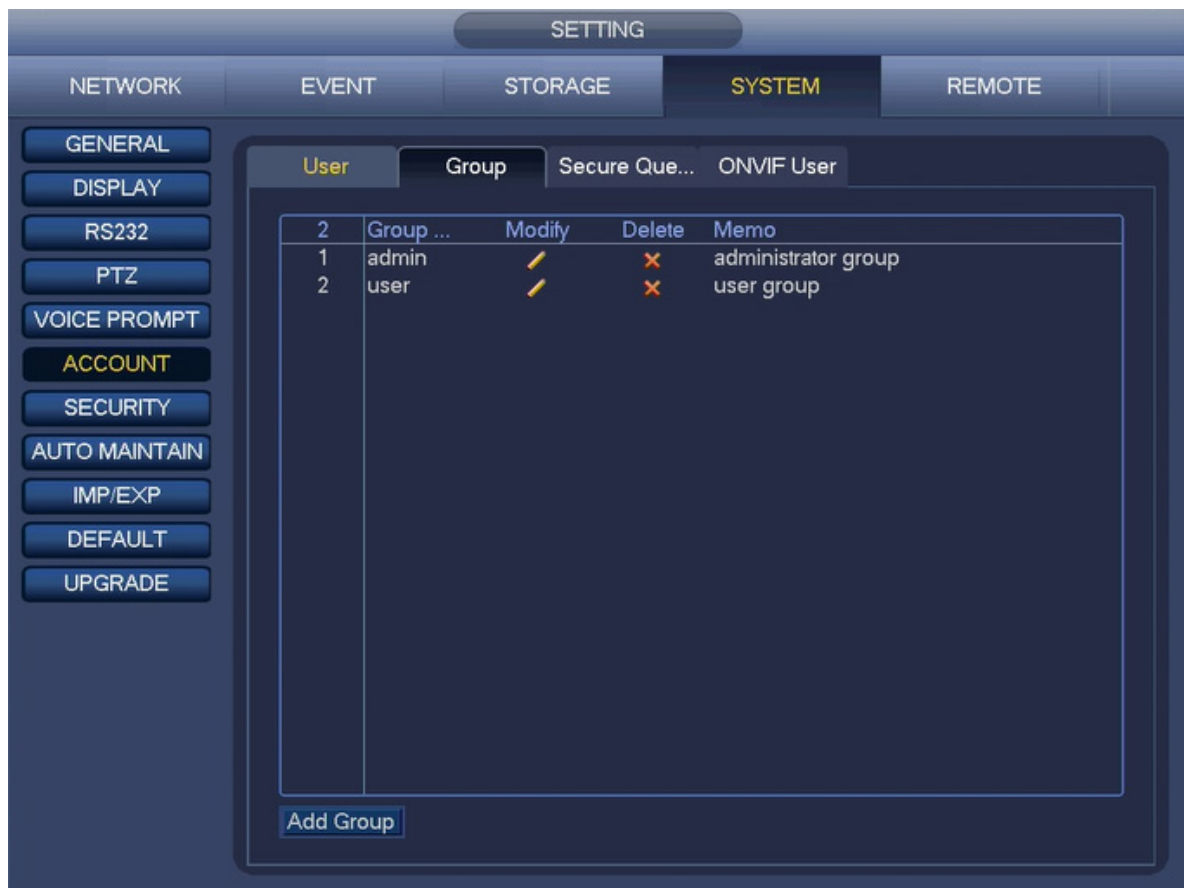 SETTING
NETWORK EVENT STORAGE SYSTEM REMOTE
GENERAL
DISPLAY
RS232
PTZ
VOICE PROMPT
ACCOUNT
SECURITY
AUTO MAINTAIN
IMP/EXP
DEFAULT
UPGRADE
User Group Secure Que... ONVIF User
2 Group ... Modify Delete Memo
1 admin administrator group
2 user user group
Add Group